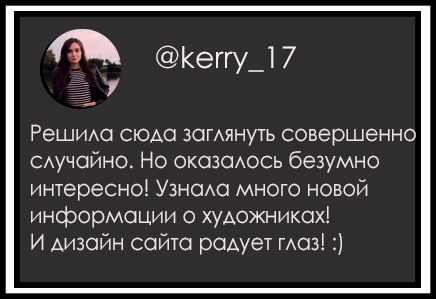 @kerry_17
Решила сюда заглянуть совершенно
случайно. Но оказалось безумно
интересно! Узнала много новой
информации о художниках!
И дизайн сайта радует глаз! :)